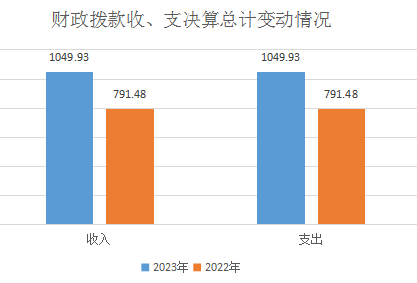 财政拨款收、支决算总计变动情况
1049.93
1049.93
791.48
791.48
收入
支出
2023年
2022年